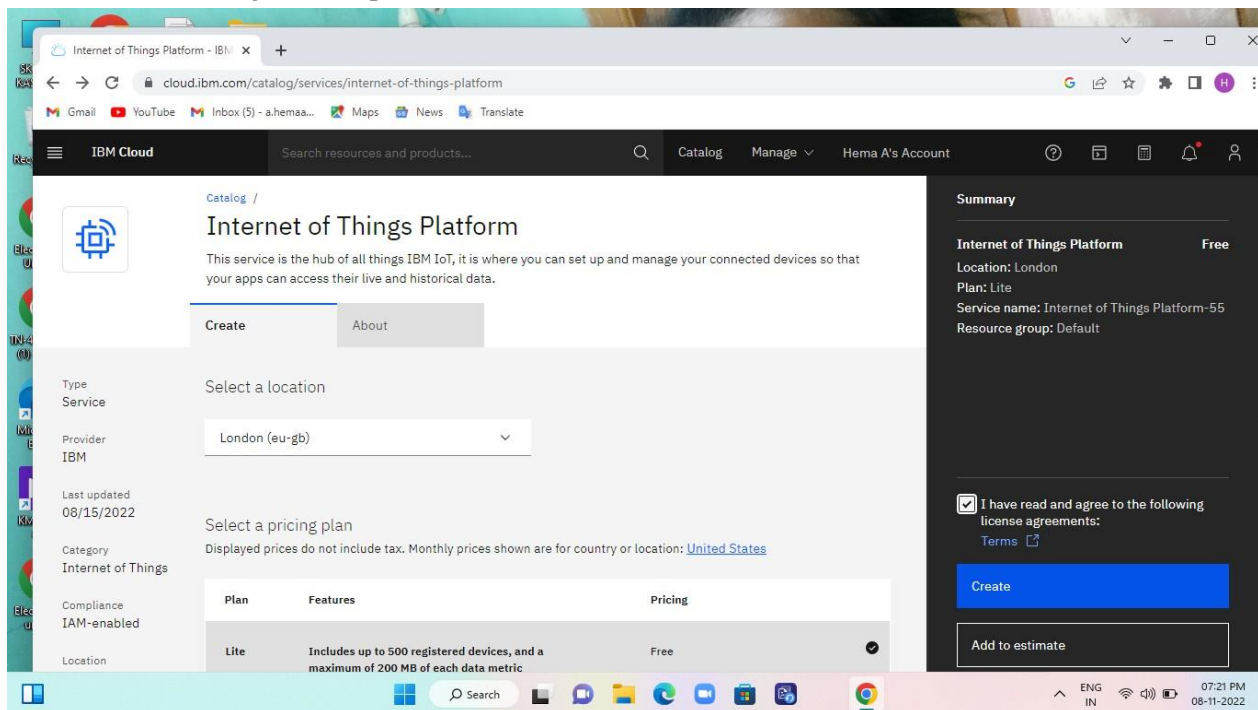 Internet of Things Platform - IBM
cloud.ibm.com/catalog/services/internet-of-things-platform
G
H
Gmail YouTube Inbox (5) - a.hemaa... Maps News Translate
IBM Cloud
Search resources and products...
Catalog Manage Hema A's Account
Catalog /
Internet of Things Platform
This service is the hub of all things IBM IoT, it is where you can set up and manage your connected devices so that
your apps can access their live and historical data.
Create About
Type
Service
Provider
IBM
Last updated
08/15/2022
Category
Internet of Things
Compliance
IAM-enabled
Location
Select a location
London (eu-gb)
Select a pricing plan
Displayed prices do not include tax. Monthly prices shown are for country or location: United States
Plan Features Pricing
Lite Includes up to 500 registered devices, and a Free
maximum of 200 MB of each data metric
Summary
Internet of Things Platform Free
Location: London
Plan: Lite
Service name: Internet of Things Platform-55
Resource group: Default
I have read and agree to the following
license agreements:
Terms
Create
Add to estimate
Search
ENG
IN
07:21 PM
08-11-2022